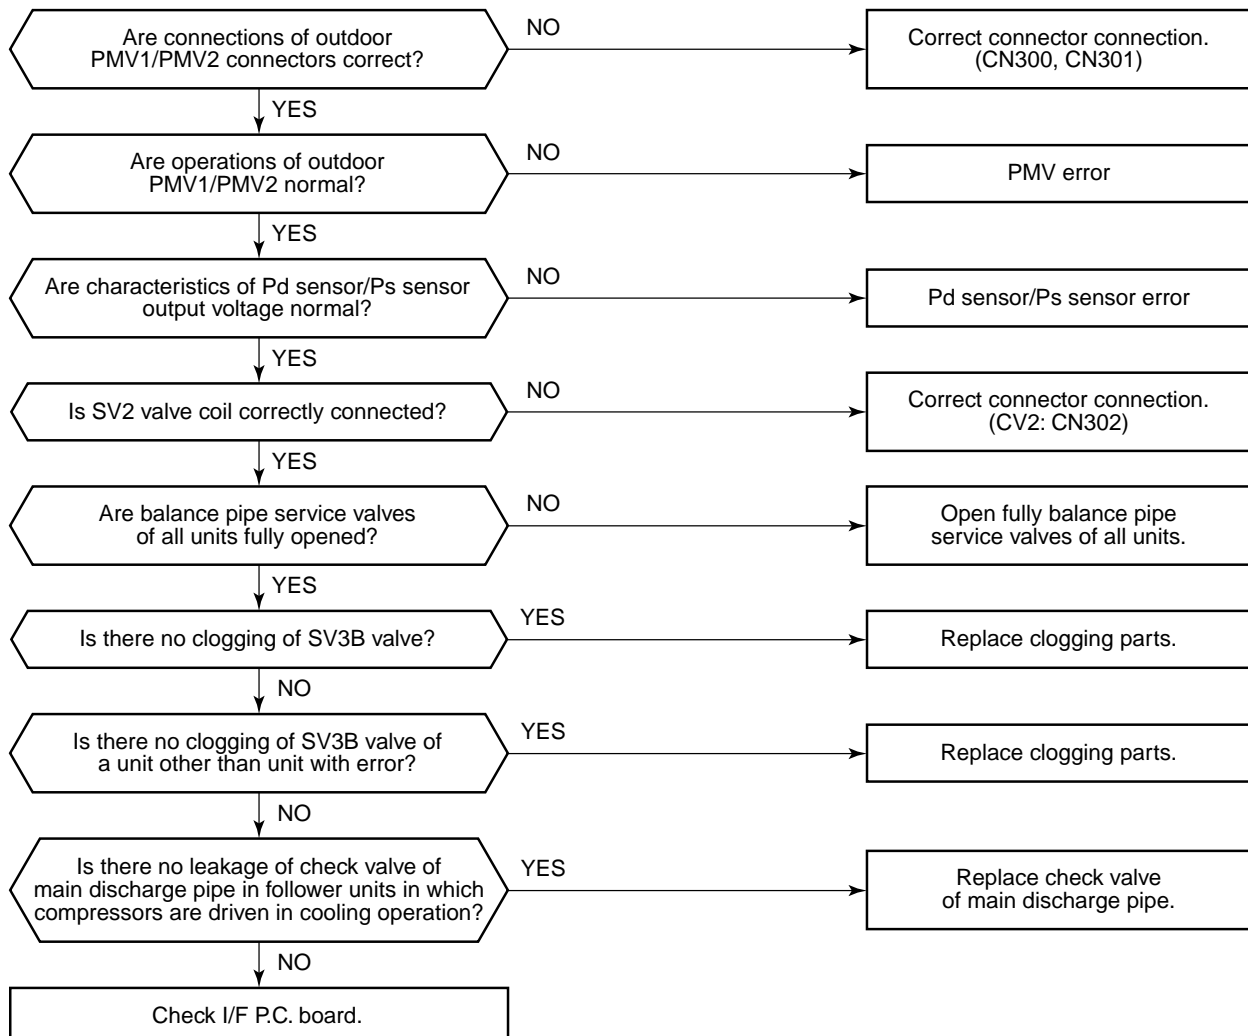 Are connections of outdoor
PMV1/PMV2 connectors correct?
NO
Correct connector connection.
(CN300, CN301)
YES
Are operations of outdoor
PMV1/PMV2 normal?
NO
PMV error
YES
Are characteristics of Pd sensor/Ps sensor
output voltage normal?
NO
Pd sensor/Ps sensor error
YES
Is SV2 valve coil correctly connected?
NO
Correct connector connection.
(CV2: CN302)
YES
Are balance pipe service valves
of all units fully opened?
NO
Open fully balance pipe
service valves of all units.
YES
Is there no clogging of SV3B valve?
YES
Replace clogging parts.
NO
Is there no clogging of SV3B valve of
a unit other than unit with error?
YES
Replace clogging parts.
NO
Is there no leakage of check valve of
main discharge pipe in follower units in which
compressors are driven in cooling operation?
YES
Replace check valve
of main discharge pipe.
NO
Check I/F P.C. board.